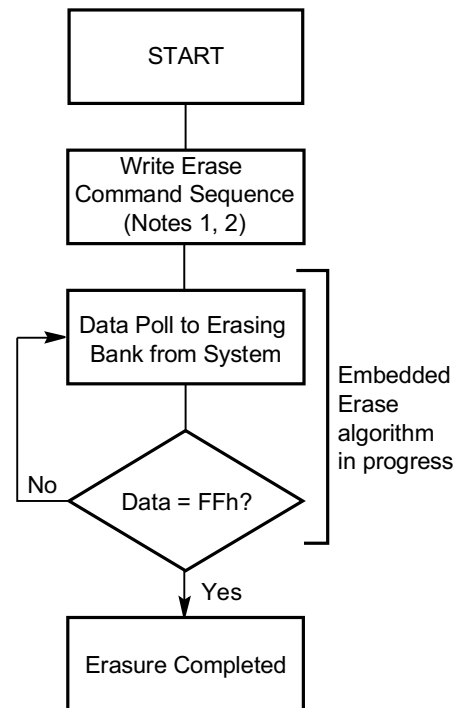 START
Write Erase
Command Sequence
(Notes 1, 2)
Data Poll to Erasing
Bank from System
Embedded
Erase
algorithm
in progress
No
Data = FFh?
Yes
Erasure Completed